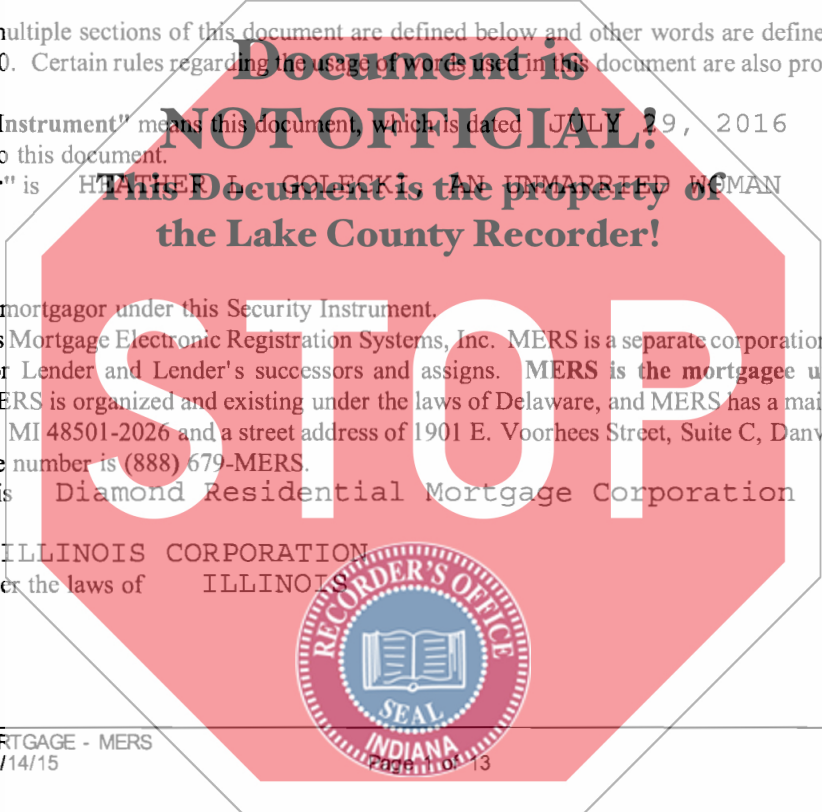 ultiple sections of this document are defined below and other words are define
0. Certain rules regarding the usage of words used in this document are also pro
Document is
NOT OFFICIAL!
Instrument" means this document, which is dated JULY 29, 2016
o this document.
" is HEATHER L. GOLECKI, AN UNMARRIED WOMAN
This Document is the property of
the Lake County Recorder!
mortgagor under this Security Instrument.
s Mortgage Electronic Registration Systems, Inc. MERS is a separate corporation
r Lender and Lender's successors and assigns. MERS is the mortgagee u
ERS is organized and existing under the laws of Delaware, and MERS has a mai
MI 48501-2026 and a street address of 1901 E. Voorhees Street, Suite C, Danv
e number is (888) 679-MERS.
STOP
is Diamond Residential Mortgage Corporation
ILLINOIS CORPORATION
er the laws of ILLINOIS
RECORDER'S OFFICE
SEAL
INDIANA
RTGAGE - MERS
/14/15
Page 1 of 13